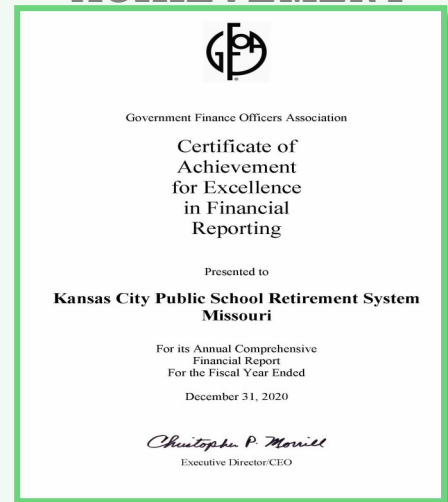 ACHIEVEMENT
GFOA
Government Finance Officers Association
Certificate of
Achievement
for Excellence
in Financial
Reporting
Presented to
Kansas City Public School Retirement System
Missouri
For its Annual Comprehensive
Financial Report
For the Fiscal Year Ended
December 31, 2020
Christopher P. Morrill
Executive Director/CEO